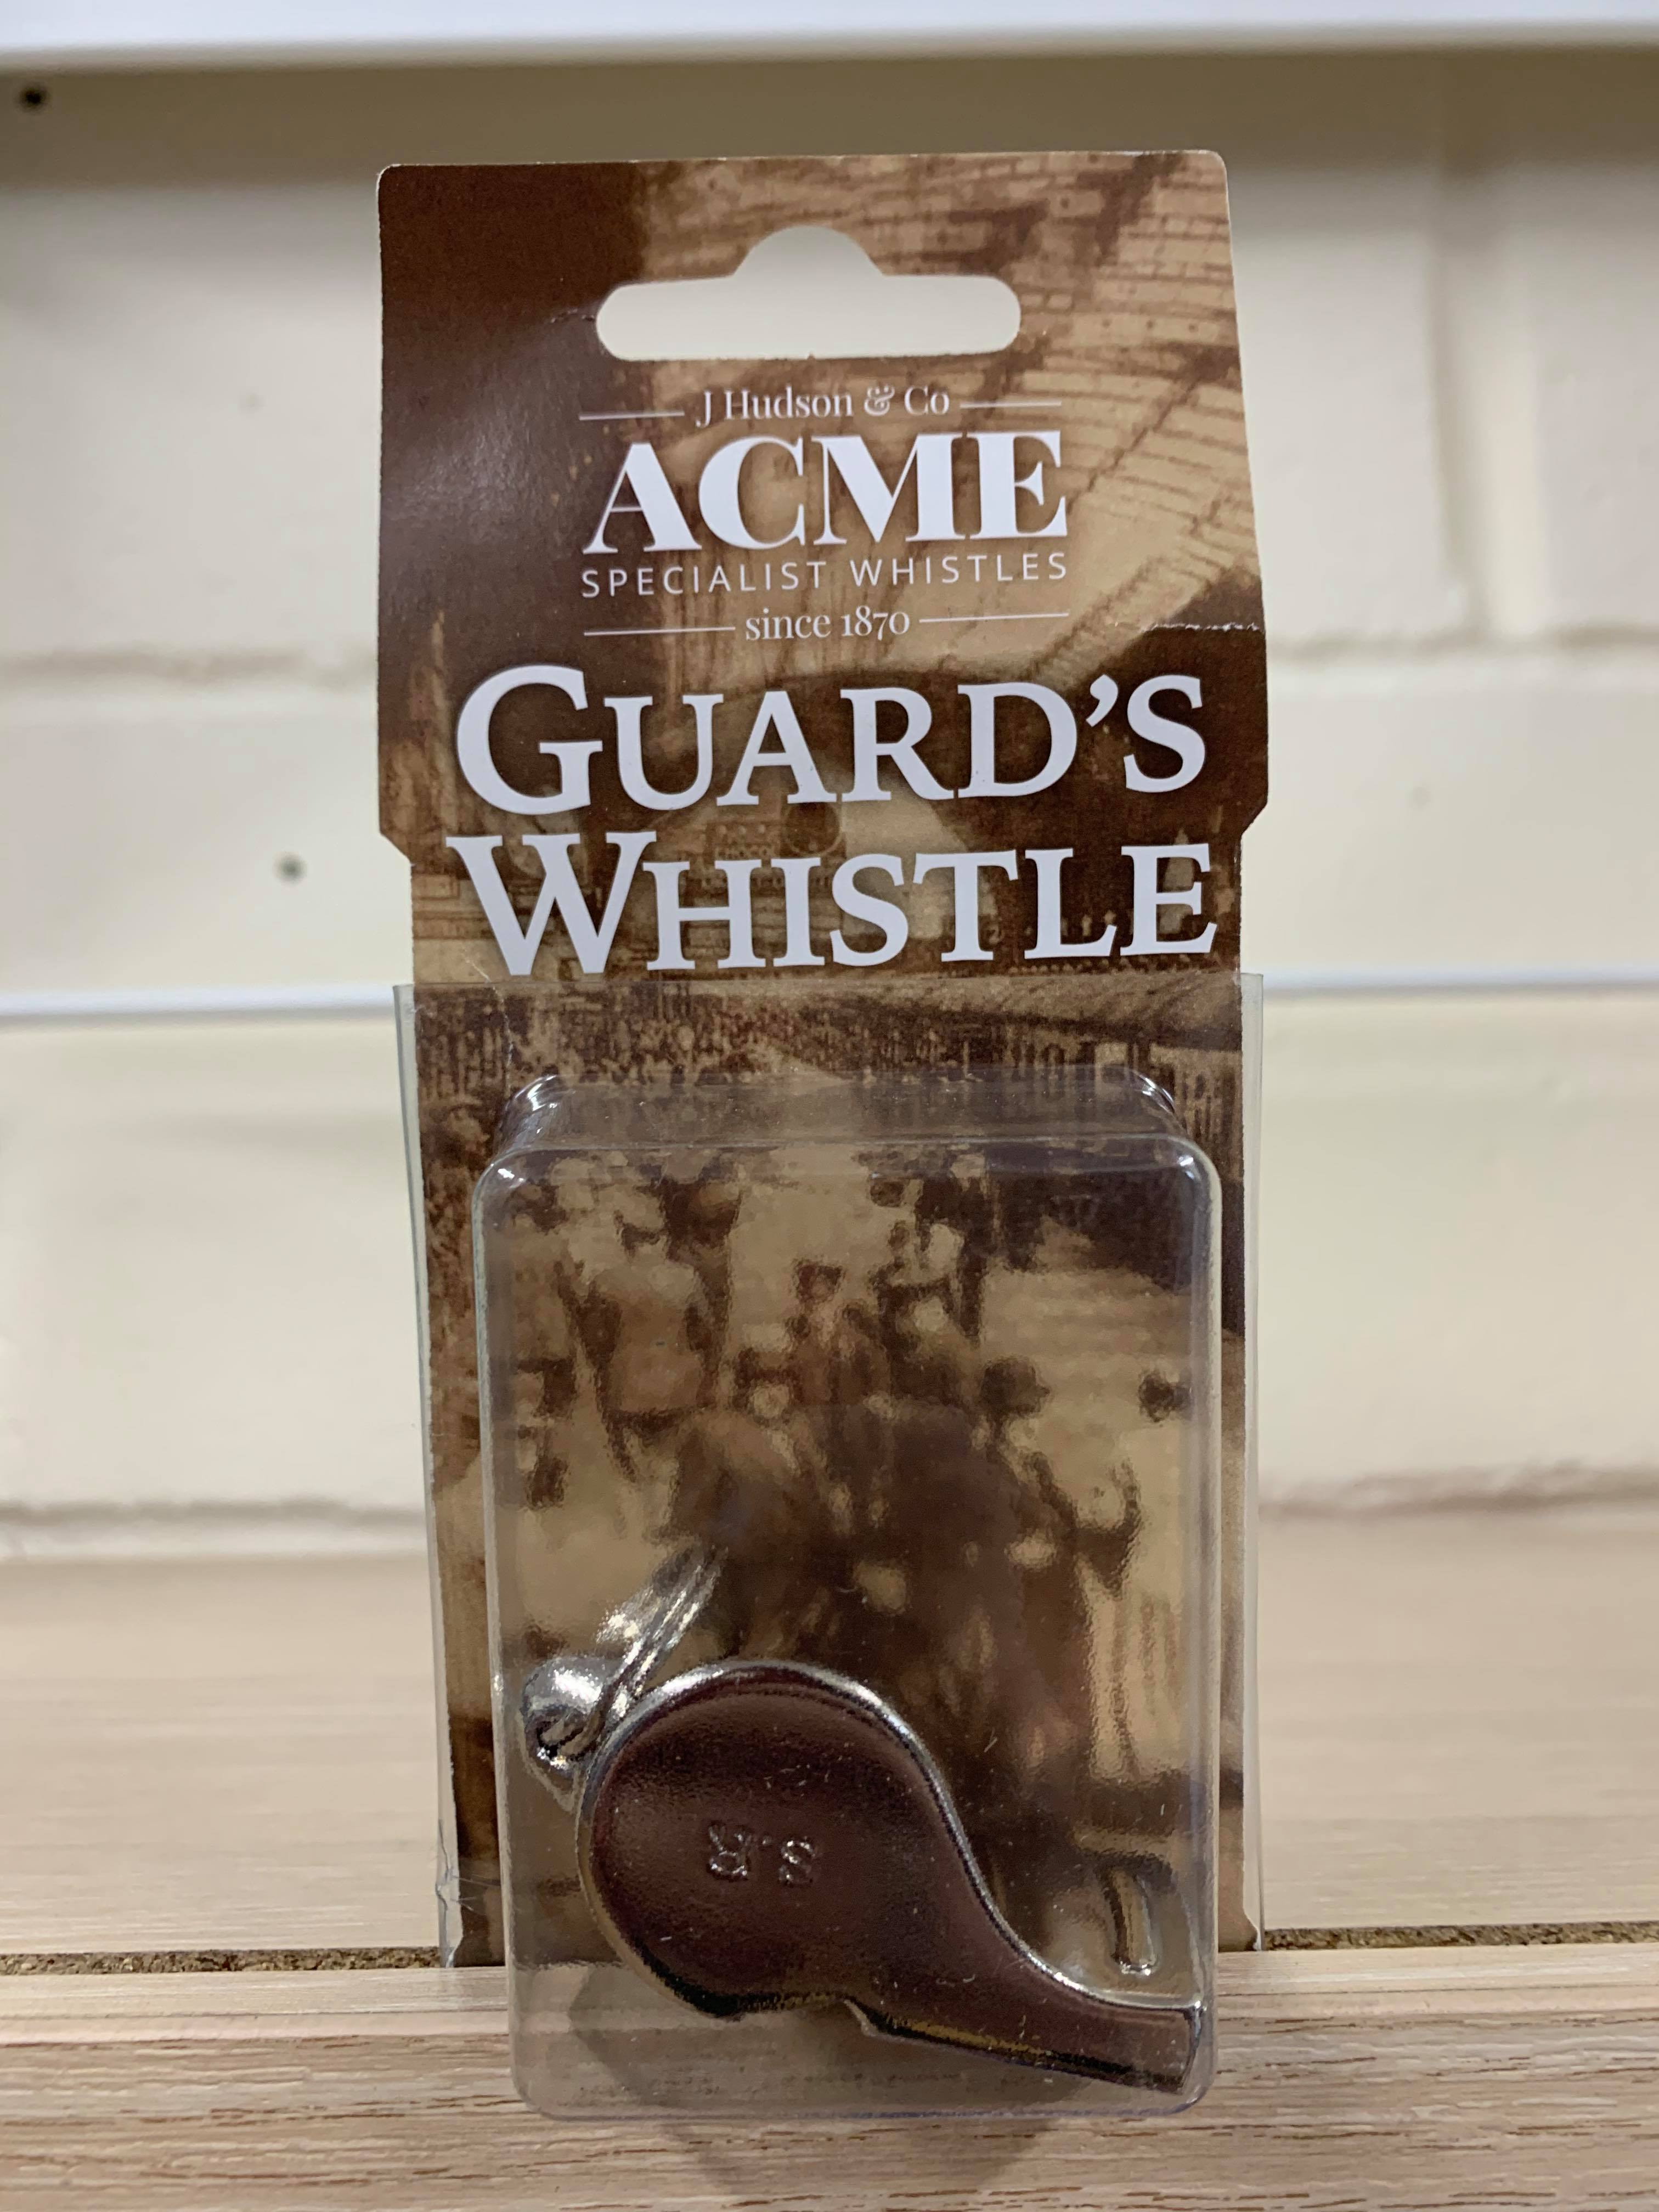 J Hudson & Co
ACME
SPECIALIST WHISTLES
since 1870
GUARD'S
WHISTLE
S.R